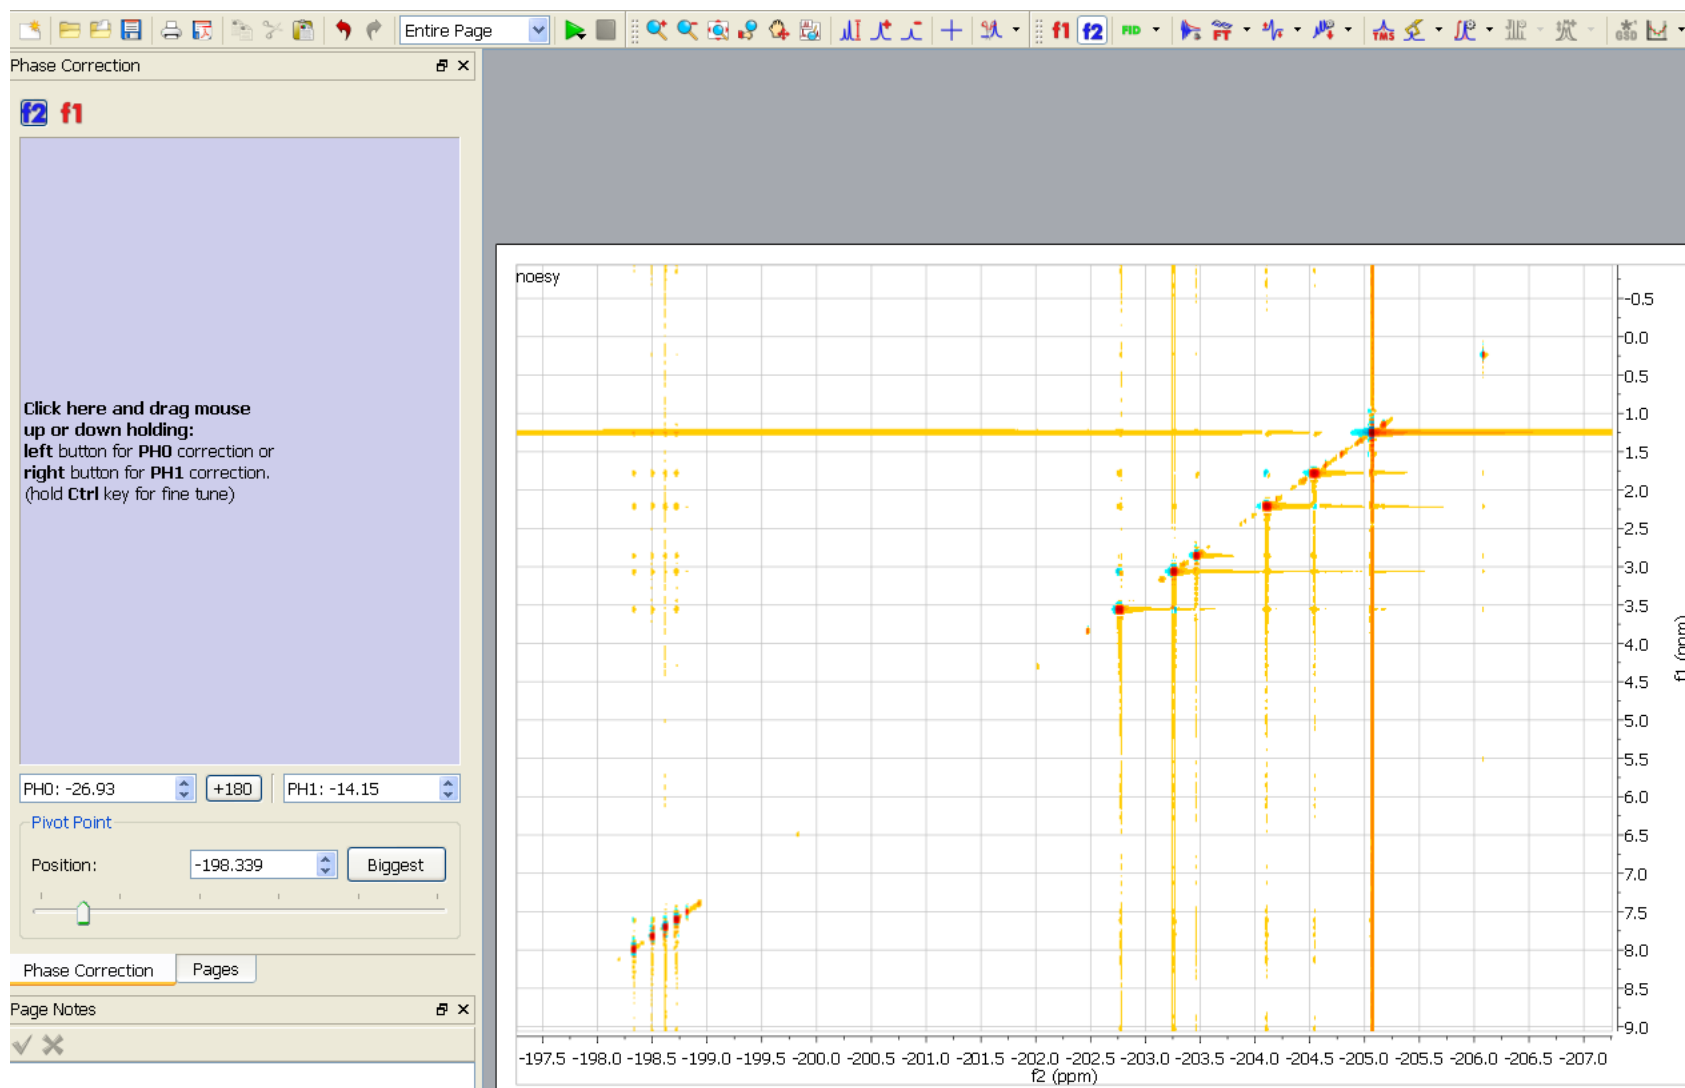 Entire Page
f1 f2 FID FT TMS GSD
Phase Correction
f2 f1
Click here and drag mouse
up or down holding:
left button for PH0 correction or
right button for PH1 correction.
(hold Ctrl key for fine tune)
PH0: -26.93 +180 PH1: -14.15
Pivot Point
Position: -198.339 Biggest
Phase Correction Pages
Page Notes
noesy
-0.5
0.0
0.5
1.0
1.5
2.0
2.5
3.0
3.5
4.0
4.5
5.0
5.5
6.0
6.5
7.0
7.5
8.0
8.5
9.0
f1 (ppm)
-197.5 -198.0 -198.5 -199.0 -199.5 -200.0 -200.5 -201.0 -201.5 -202.0 -202.5 -203.0 -203.5 -204.0 -204.5 -205.0 -205.5 -206.0 -206.5 -207.0
f2 (ppm)